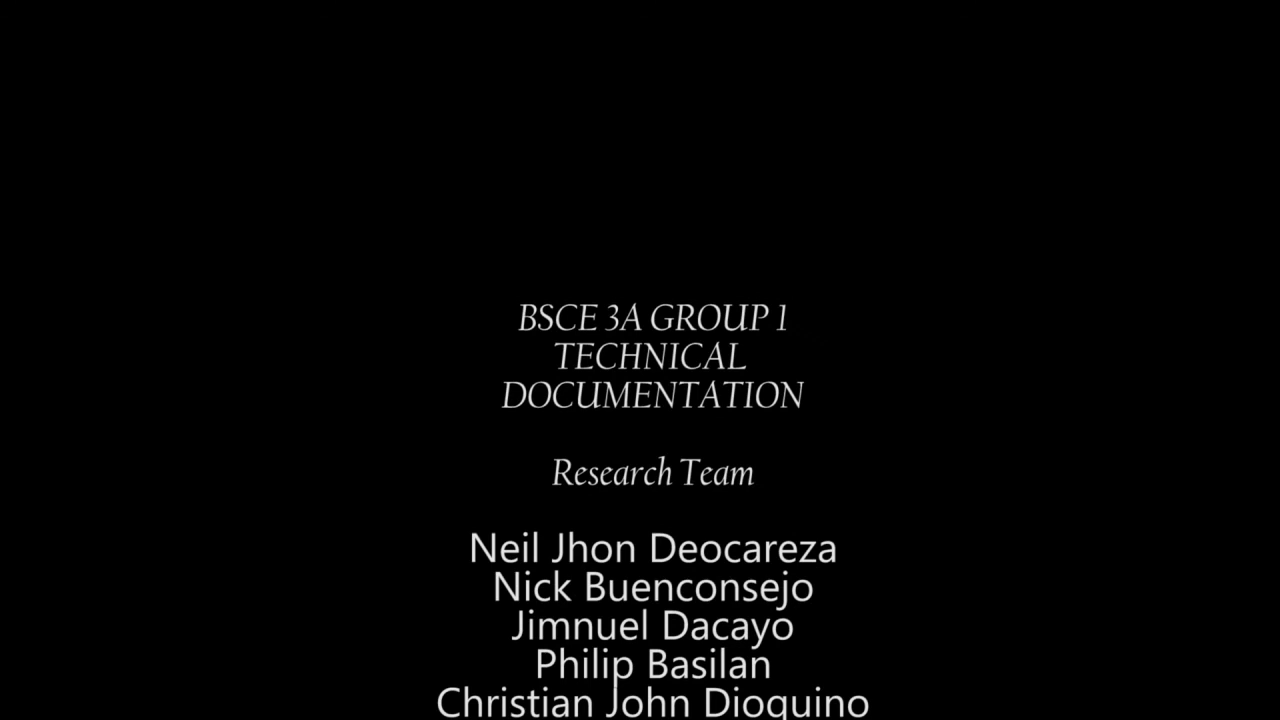 BSCE 3A GROUP 1
TECHNICAL
DOCUMENTATION
Research Team
Neil Jhon Deocareza
Nick Buenconsejo
Jimnuel Dacayo
Philip Basilan
Christian John Dioquino